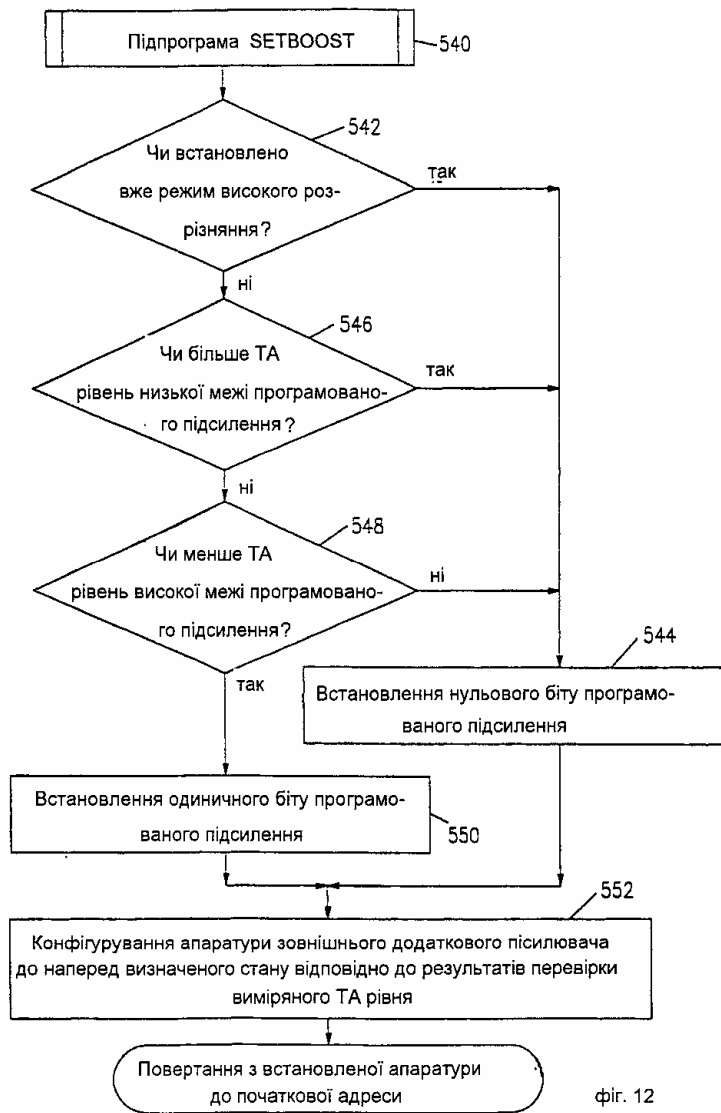 Підпрограма SETBOOST
540
542
Чи встановлено
вже режим високого роз-
різняння?
так
ні
546
Чи більше ТА
рівень низької межі програмовано-
го підсилення?
так
ні
548
Чи менше ТА
рівень високої межі програмовано-
го підсилення?
ні
так
544
Встановлення нульового біту програмо-
ваного підсилення
Встановлення одиничного біту програмо-
ваного підсилення
550
552
Конфігурування апаратури зовнішнього додаткового пісилювача
до наперед визначеного стану відповідно до результатів перевірки
виміряного ТА рівня
Повертання з встановленої апаратури
до початкової адреси
фіг. 12